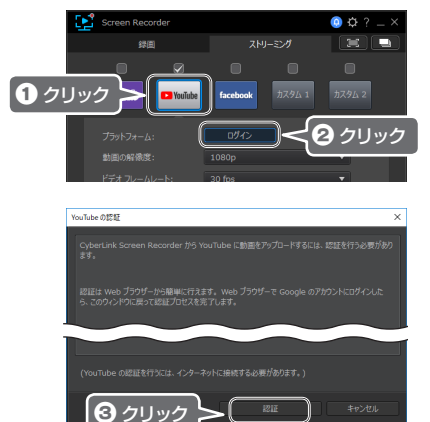 Screen Recorder
? _ ×
録画 ストリーミング
① クリック
YouTube facebook カスタム 1 カスタム 2
プラットフォーム: ログイン
② クリック
動画の解像度: 1080p
ビデオ フレームレート: 30 fps
YouTube の認証 ×
CyberLink Screen Recorder から YouTube に動画をアップロードするには、認証を行う必要があり
ます。
認証は Web ブラウザーから簡単に行えます。Web ブラウザーで Google のアカウントにログインした
ら、このウィンドウに戻って認証プロセスを完了します。
(YouTube の認証を行うには、インターネットに接続する必要があります。)
③ クリック
認証 キャンセル